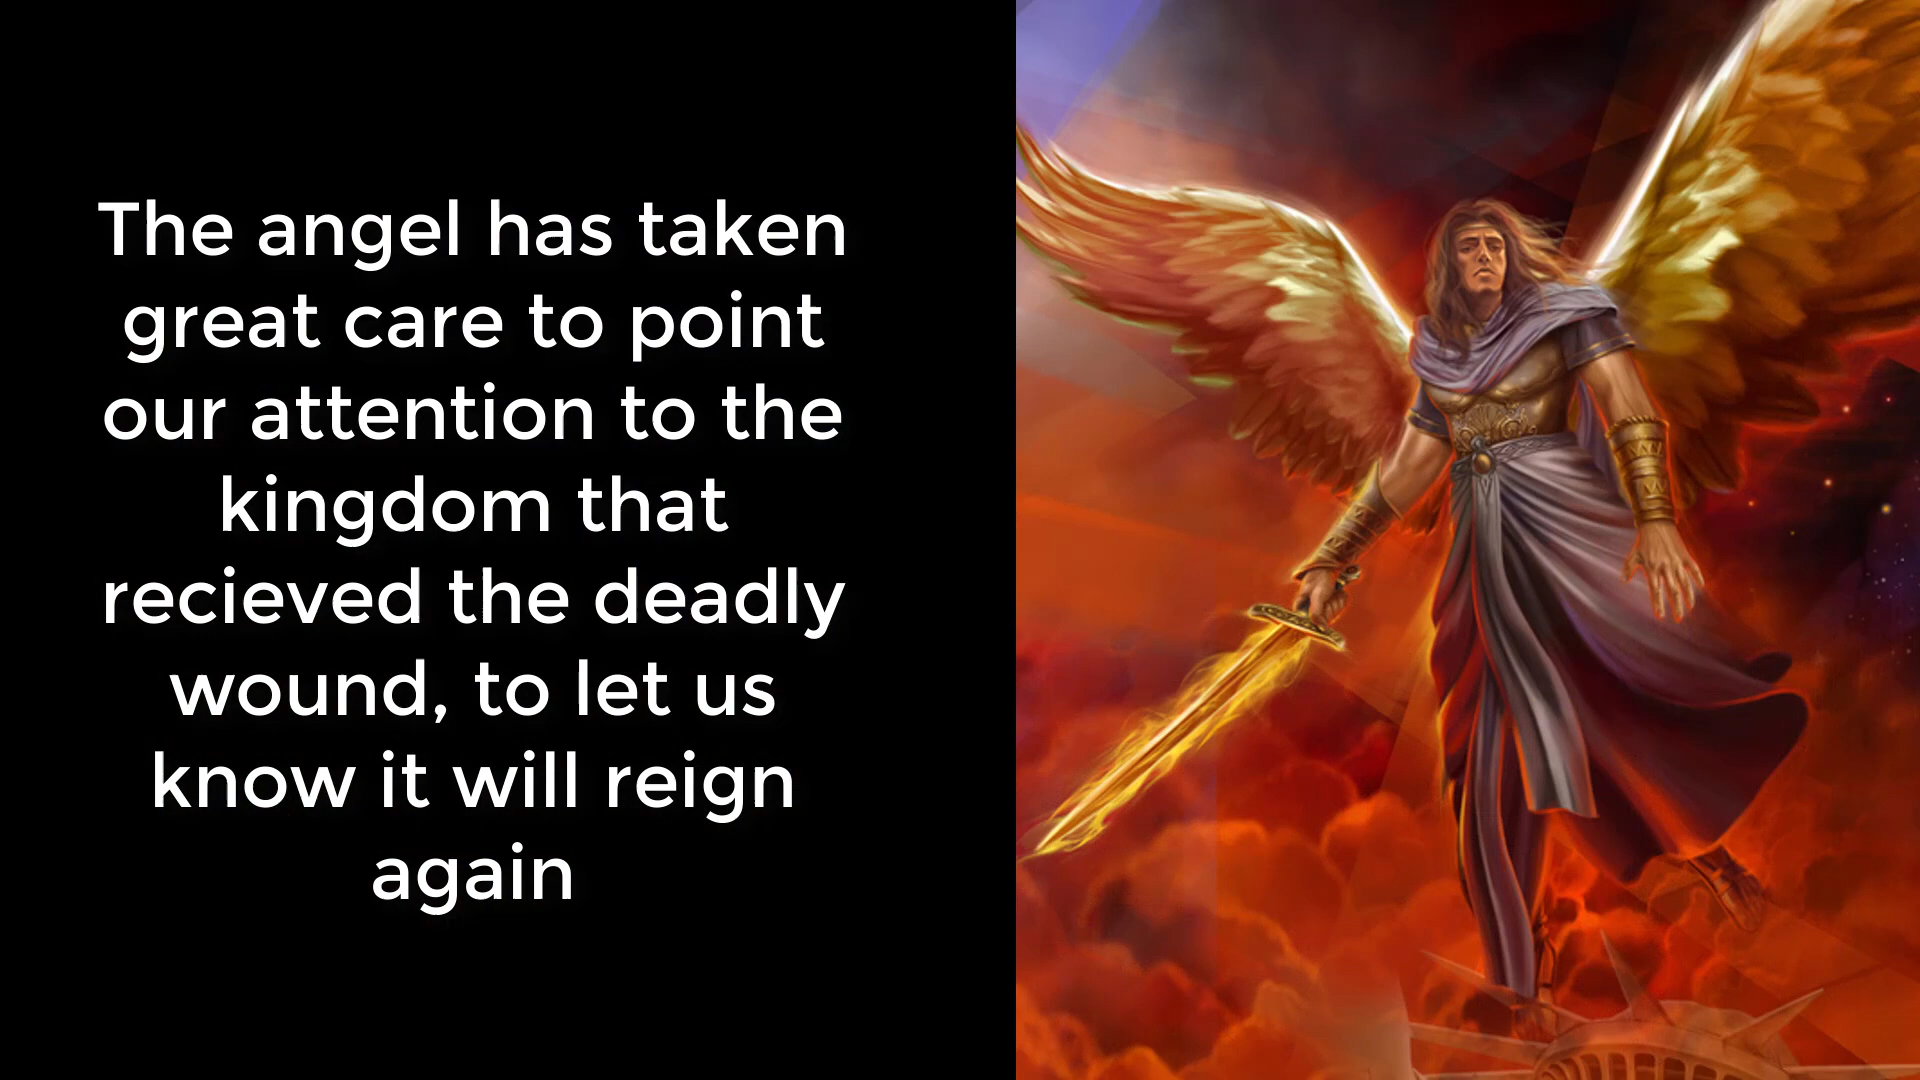 The angel has taken
great care to point
our attention to the
kingdom that
recieved the deadly
wound, to let us
know it will reign
again